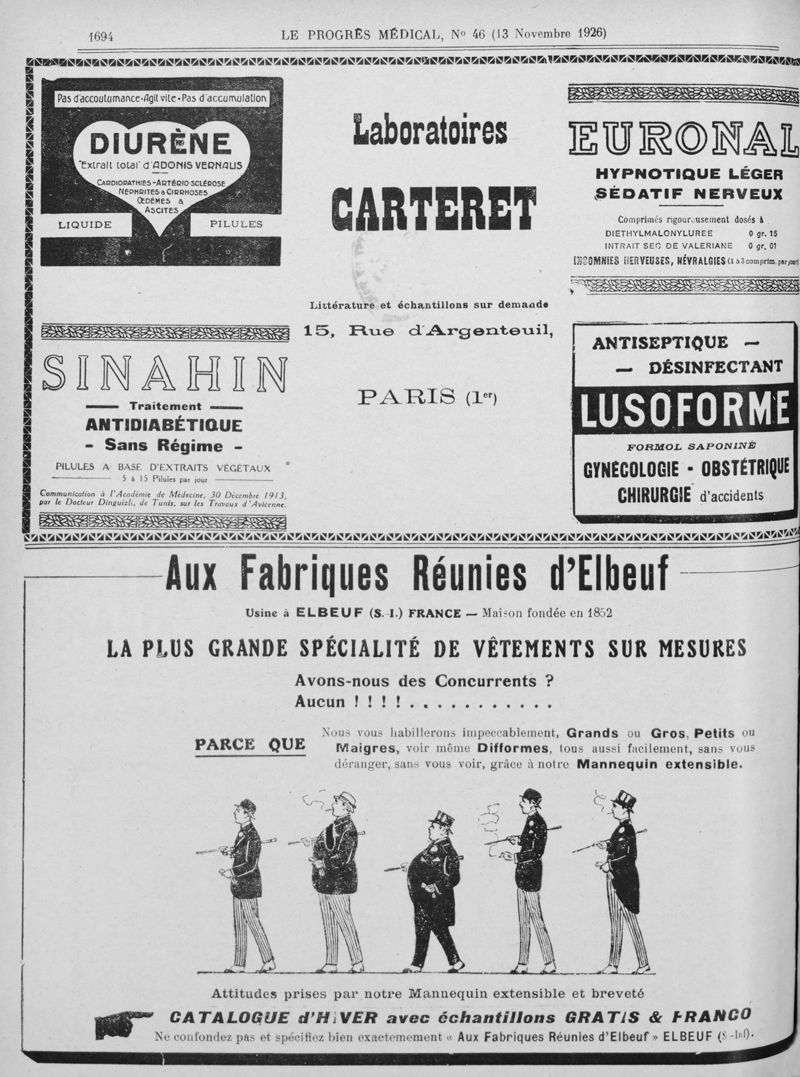 1694
LE PROGRÈS MÉDICAL, No 46 (13 Novembre 1926)
Pas d'accoutumance-Agit vite-Pas d'accumulation
DIURÈNE
"Extrait total" d'ADONIS VERNALIS
CARDIOPATHIES-ARTÉRIO-SCLÉROSE
NÉPHRITES & CIRRHOSES
ŒDÈMES &
ASCITES
LIQUIDE PILULES
Laboratoires
CARTERET
Littérature et échantillons sur demande
15, Rue d'Argenteuil,
PARIS (1er)
EURONAL
HYPNOTIQUE LÉGER
SÉDATIF NERVEUX
Comprimés rigoureusement dosés à
DIETHYLMALONYLUREE 0 gr. 15
INTRAIT SEC DE VALERIANE 0 gr. 01
INSOMNIES NERVEUSES, NÉVRALGIES (1 à 3 comprim. par jour)
SINAHIN
Traitement
ANTIDIABÉTIQUE
- Sans Régime -
PILULES A BASE D'EXTRAITS VÉGÉTAUX
5 à 15 Pilules par jour
Communication à l'Académie de Médecine, 30 Décembre 1913,
par le Docteur Dinguizli, de Tunis, sur les Travaux d'Avicenne.
ANTISEPTIQUE —
— DÉSINFECTANT
LUSOFORME
FORMOL SAPONINÉ
GYNÉCOLOGIE - OBSTÉTRIQUE
CHIRURGIE d'accidents
Aux Fabriques Réunies d'Elbeuf
Usine à ELBEUF (S.-I.) FRANCE — Maison fondée en 1852
LA PLUS GRANDE SPÉCIALITÉ DE VÊTEMENTS SUR MESURES
Avons-nous des Concurrents ?
Aucun ! ! ! ! . . . . . . . . . . .
PARCE QUE
Nous vous habillerons impeccablement, Grands ou Gros, Petits ou
Maigres, voir même Difformes, tous aussi facilement, sans vous
déranger, sans vous voir, grâce à notre Mannequin extensible.
Attitudes prises par notre Mannequin extensible et breveté
CATALOGUE d'HIVER avec échantillons GRATIS & FRANCO
Ne confondez pas et spécifiez bien exactemement « Aux Fabriques Réunies d'Elbeuf » ELBEUF (S.-Inf).